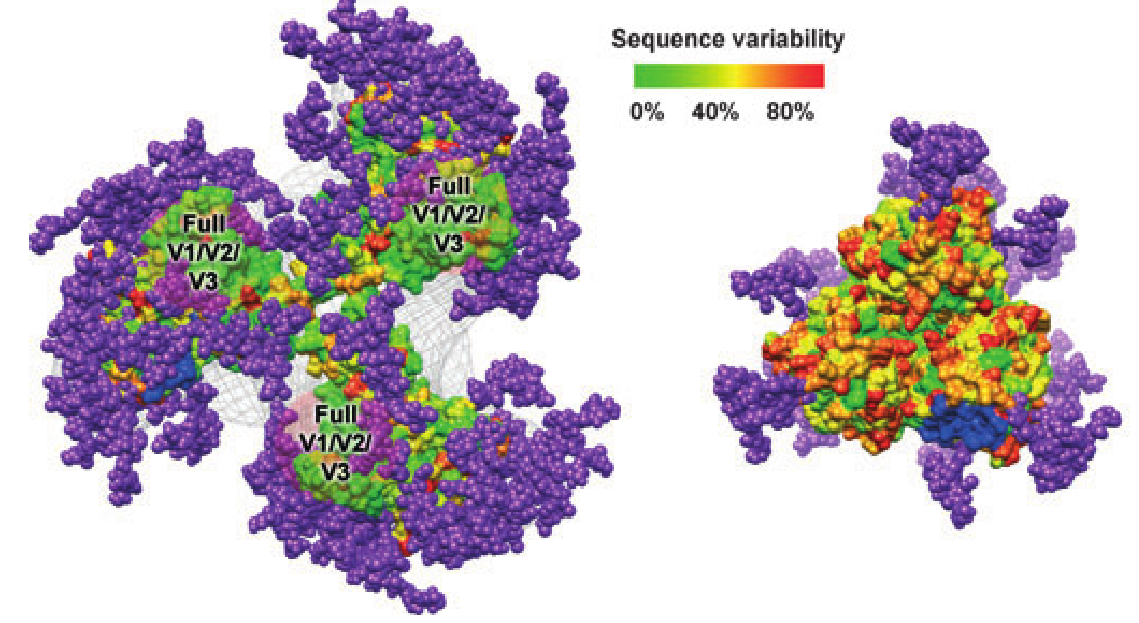 Sequence variability
0% 40% 80%
Full
V1/V2/
V3
Full
V1/V2/
V3
Full
V1/V2/
V3